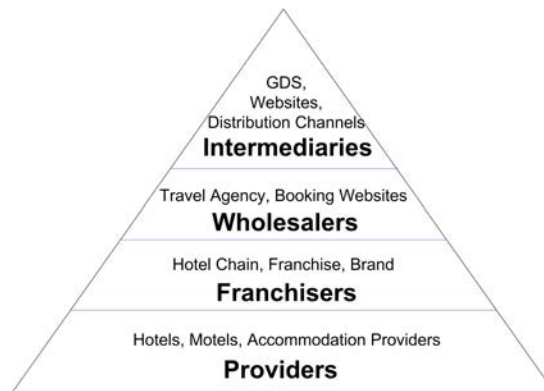 GDS,
Websites,
Distribution Channels
Intermediaries
Travel Agency, Booking Websites
Wholesalers
Hotel Chain, Franchise, Brand
Franchisers
Hotels, Motels, Accommodation Providers
Providers